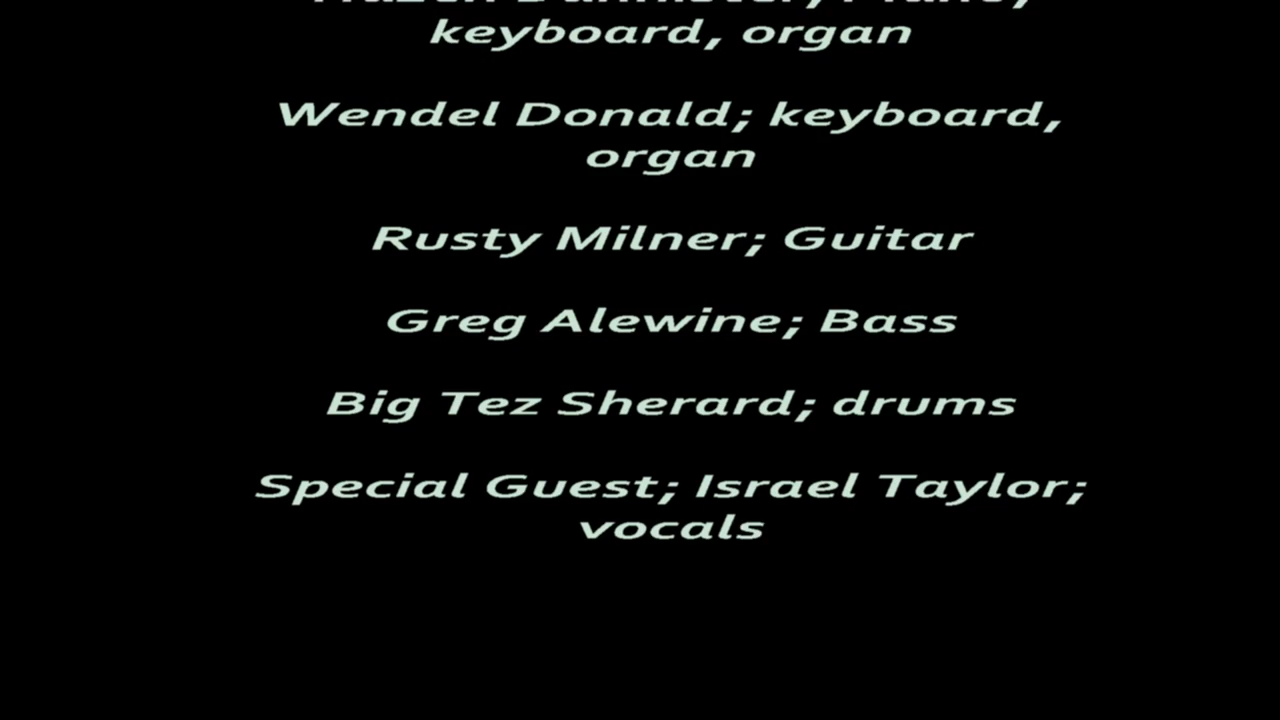 keyboard, organ
Wendel Donald; keyboard,
organ
Rusty Milner; Guitar
Greg Alewine; Bass
Big Tez Sherard; drums
Special Guest; Israel Taylor;
vocals